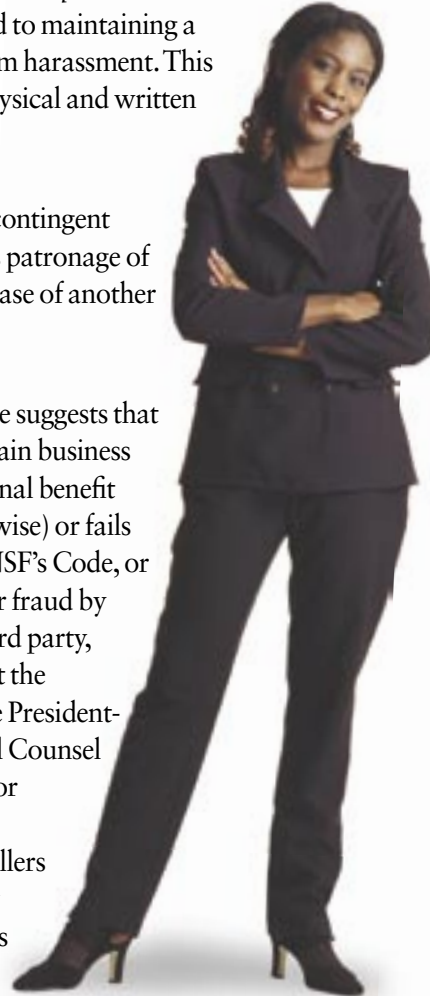 d to maintaining a
m harassment. This
ysical and written
contingent
patronage of
ase of another
e suggests that
ain business
nal benefit
wise) or fails
NSF's Code, or
r fraud by
rd party,
t the
e President-
l Counsel
or
llers
s